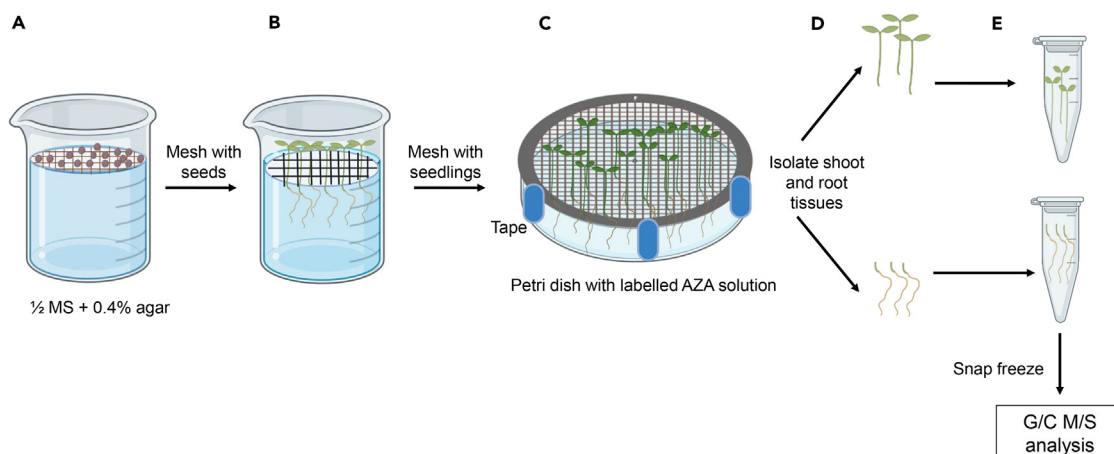 A
B
C
D
E
Mesh with
seeds
Mesh with
seedlings
Isolate shoot
and root
tissues
Tape
½ MS + 0.4% agar
Petri dish with labelled AZA solution
Snap freeze
G/C M/S
analysis